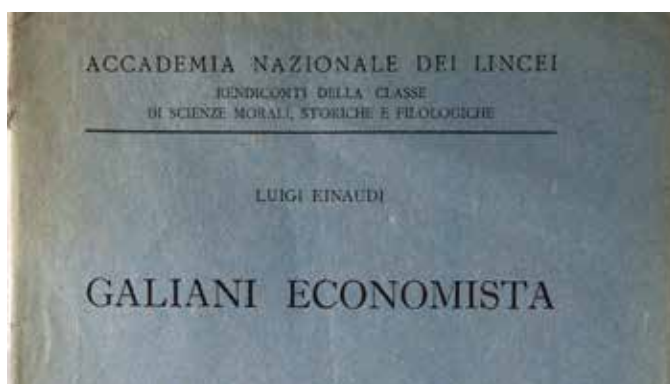 ACCADEMIA NAZIONALE DEI LINCEI
RENDICONTI DELLA CLASSE
DI SCIENZE MORALI, STORICHE E FILOLOGICHE
LUIGI EINAUDI
GALIANI ECONOMISTA